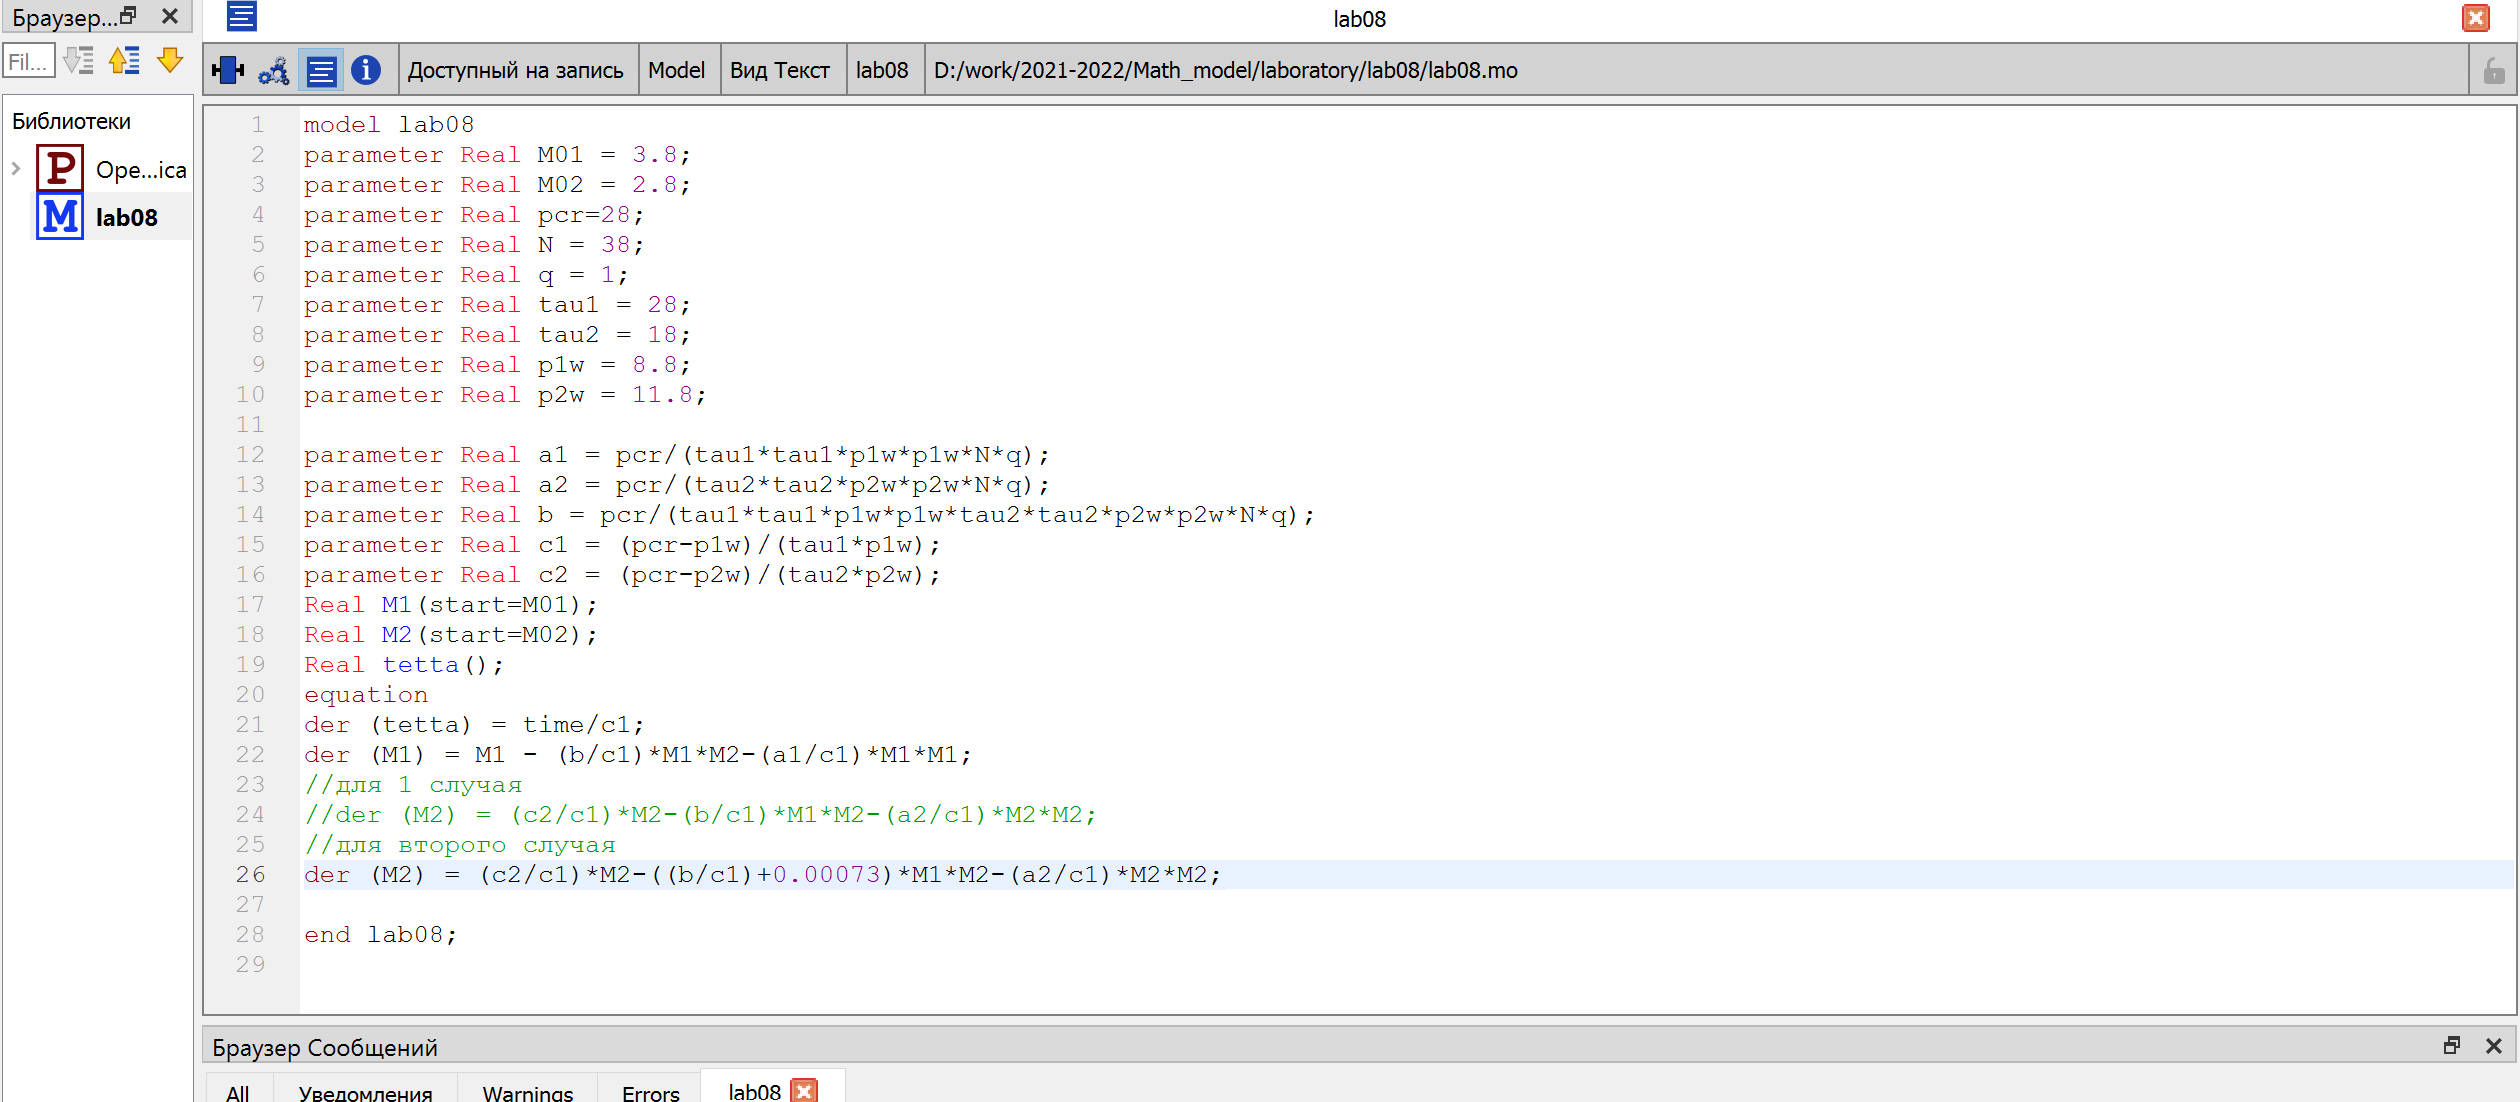 Браузер...
lab08
Fil...
Доступный на запись
Model
Вид Текст
lab08
D:/work/2021-2022/Math_model/laboratory/lab08/lab08.mo
Библиотеки
P Ope...ica
M lab08
1 model lab08
2 parameter Real M01 = 3.8;
3 parameter Real M02 = 2.8;
4 parameter Real pcr=28;
5 parameter Real N = 38;
6 parameter Real q = 1;
7 parameter Real tau1 = 28;
8 parameter Real tau2 = 18;
9 parameter Real p1w = 8.8;
10 parameter Real p2w = 11.8;
11
12 parameter Real a1 = pcr/(tau1*tau1*p1w*p1w*N*q);
13 parameter Real a2 = pcr/(tau2*tau2*p2w*p2w*N*q);
14 parameter Real b = pcr/(tau1*tau1*p1w*p1w*tau2*tau2*p2w*p2w*N*q);
15 parameter Real c1 = (pcr-p1w)/(tau1*p1w);
16 parameter Real c2 = (pcr-p2w)/(tau2*p2w);
17 Real M1(start=M01);
18 Real M2(start=M02);
19 Real tetta();
20 equation
21 der (tetta) = time/c1;
22 der (M1) = M1 - (b/c1)*M1*M2-(a1/c1)*M1*M1;
23 //для 1 случая
24 //der (M2) = (c2/c1)*M2-(b/c1)*M1*M2-(a2/c1)*M2*M2;
25 //для второго случая
26 der (M2) = (c2/c1)*M2-((b/c1)+0.00073)*M1*M2-(a2/c1)*M2*M2;
27
28 end lab08;
29
Браузер Сообщений
All
Уведомления
Warnings
Errors
lab08